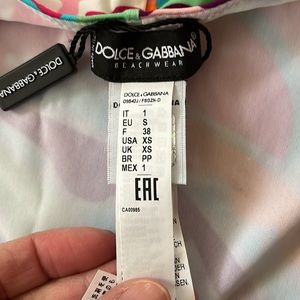 DOLCE & GABBANA
BEACHWEAR
DOLCE & GABBANA
DOLCE & GABBANA
IT 1
EU S
F 38
USA XS
UK XS
BR PP
MEX 1
EAC
CA00985